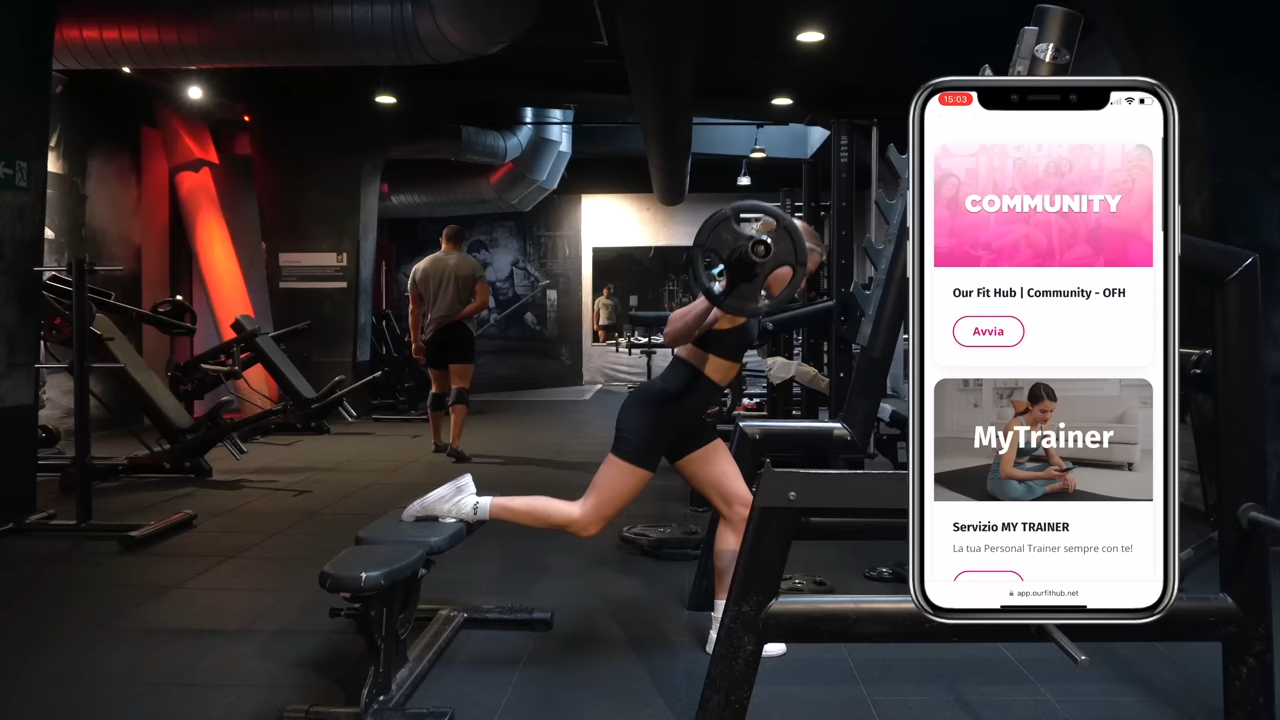 15:03
COMMUNITY
Our Fit Hub | Community - OFH
Avvia
MyTrainer
Servizio MY TRAINER
La tua Personal Trainer sempre con te!
app.ourfithub.net